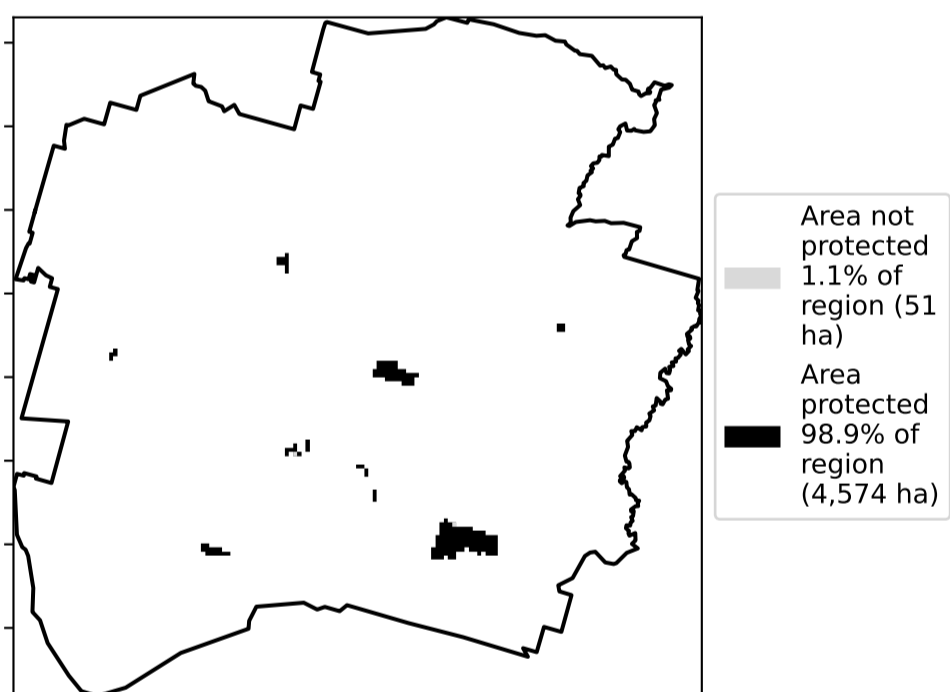 Area not
protected
1.1% of
region (51
ha)
Area
protected
98.9% of
region
(4,574 ha)